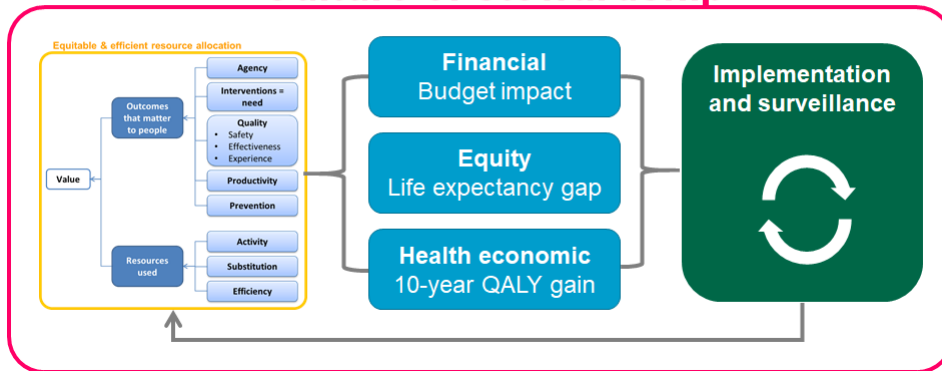 Equitable & efficient resource allocation
Value
Outcomes
that matter
to people
Resources
used
Agency
Interventions =
need
Quality
• Safety
• Effectiveness
• Experience
Productivity
Prevention
Activity
Substitution
Efficiency
Financial
Budget impact
Equity
Life expectancy gap
Health economic
10-year QALY gain
Implementation
and surveillance